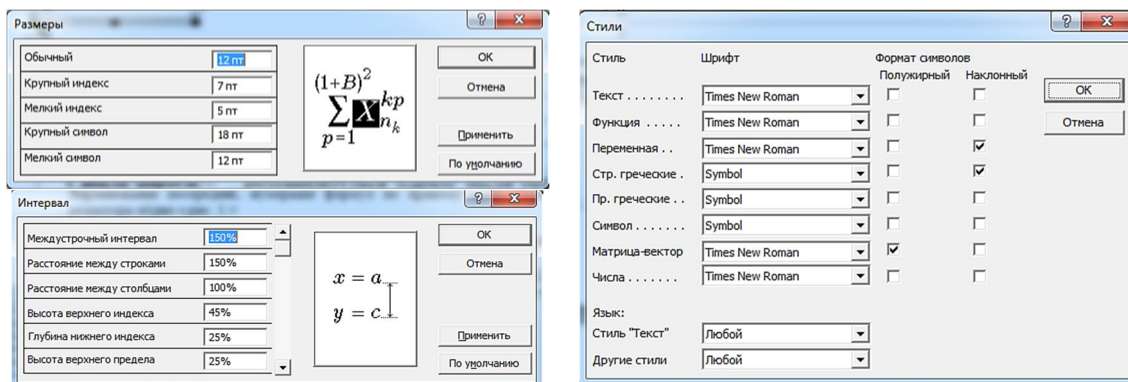 Размеры
Обычный 12 пт
Крупный индекс 7 пт
Мелкий индекс 5 пт
Крупный символ 18 пт
Мелкий символ 12 пт
(1+B)²
∑ X kp
n_k
p=1
ОК
Отмена
Применить
По умолчанию
Интервал
Междустрочный интервал 150%
Расстояние между строками 150%
Расстояние между столбцами 100%
Высота верхнего индекса 45%
Глубина нижнего индекса 25%
Высота верхнего предела 25%
x = a
y = c
ОК
Отмена
Применить
По умолчанию
Стили
Стиль Шрифт Формат символов
Полужирный Наклонный
Текст . . . . . . . . Times New Roman
Функция . . . . . Times New Roman
Переменная . . Times New Roman
Стр. греческие . Symbol
Пр. греческие . . Symbol
Символ . . . . . . . Symbol
Матрица-вектор Times New Roman
Числа . . . . . . . Times New Roman
ОК
Отмена
Язык:
Стиль "Текст" Любой
Другие стили Любой